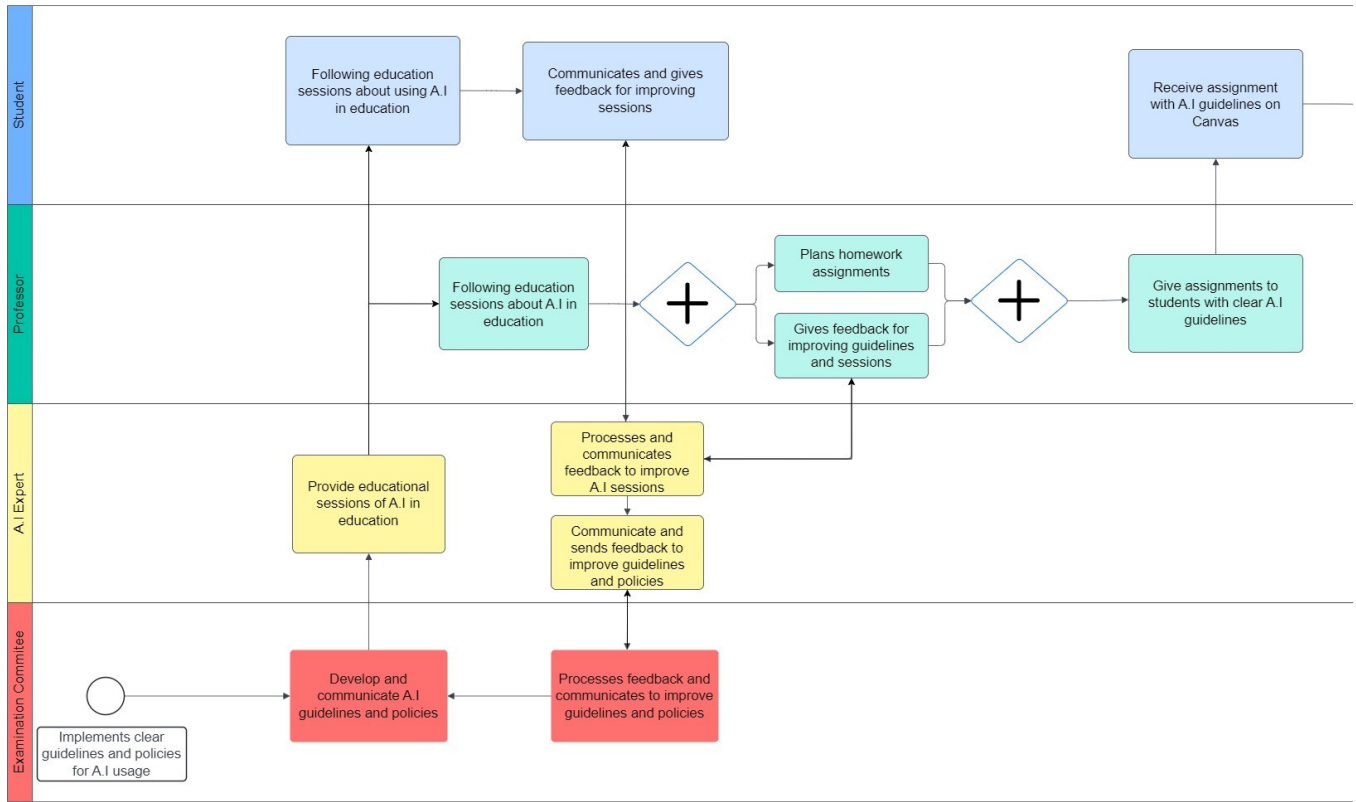 Student
Following education
sessions about using A.I
in education
Communicates and gives
feedback for improving
sessions
Receive assignment
with A.I guidelines on
Canvas
Professor
Following education
sessions about A.I in
education
Plans homework
assignments
Gives feedback for
improving guidelines
and sessions
Give assignments to
students with clear A.I
guidelines
A.I Expert
Provide educational
sessions of A.I in
education
Processes and
communicates
feedback to improve
A.I sessions
Communicate and
sends feedback to
improve guidelines
and policies
Examination Commitee
Implements clear
guidelines and policies
for A.I usage
Develop and
communicate A.I
guidelines and policies
Processes feedback and
communicates to improve
guidelines and policies